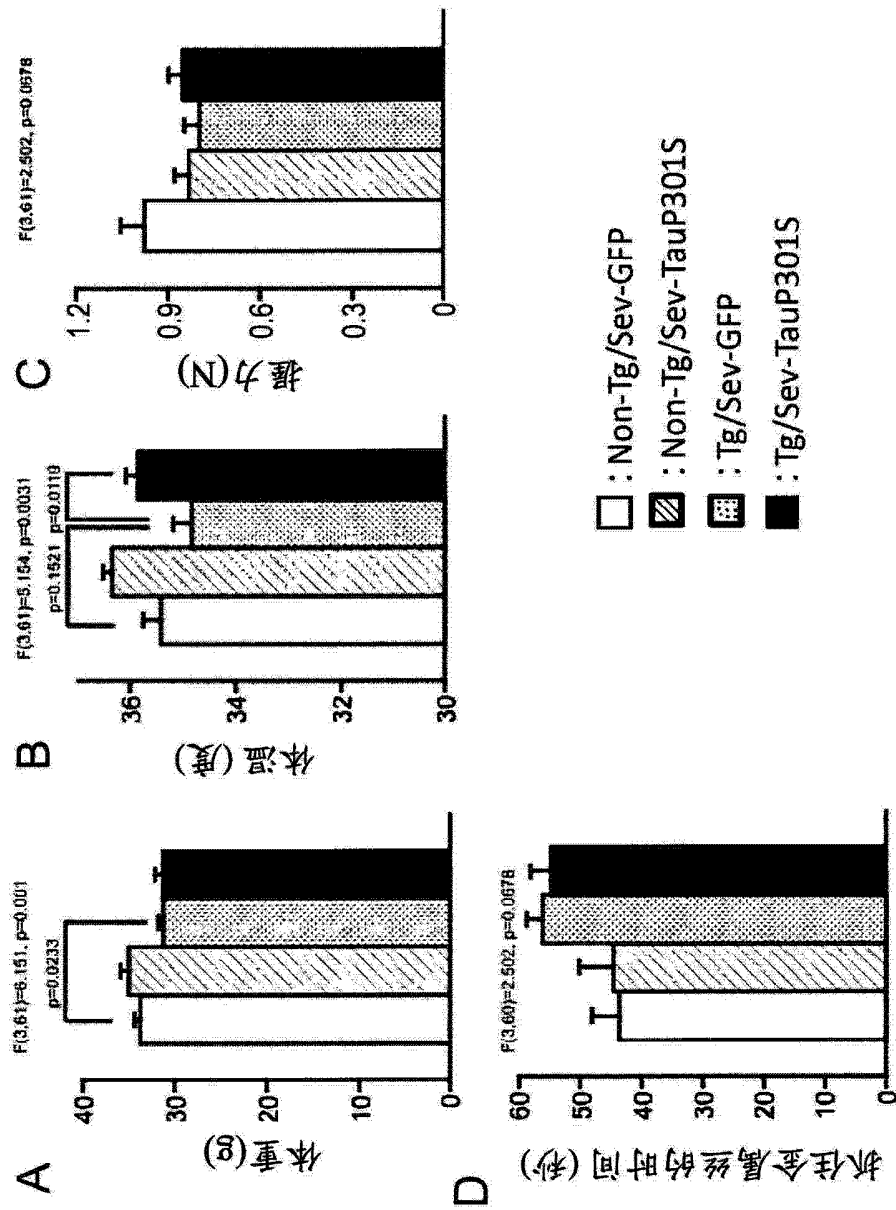 A
F(3,61)=6.151, p=0.001
p=0.0233
体重(g)
40
30
20
10
0
B
F(3,61)=5.154, p=0.0031
p=0.1521
p=0.0119
体温(度)
36
34
32
30
C
F(3,61)=2.502, p=0.0678
握力(N)
1.2
0.9
0.6
0.3
0
D
F(3,60)=2.502, p=0.0678
抓住金属丝的时间(秒)
60
50
40
30
20
10
0
: Non-Tg/Sev-GFP
: Non-Tg/Sev-TauP301S
: Tg/Sev-GFP
: Tg/Sev-TauP301S